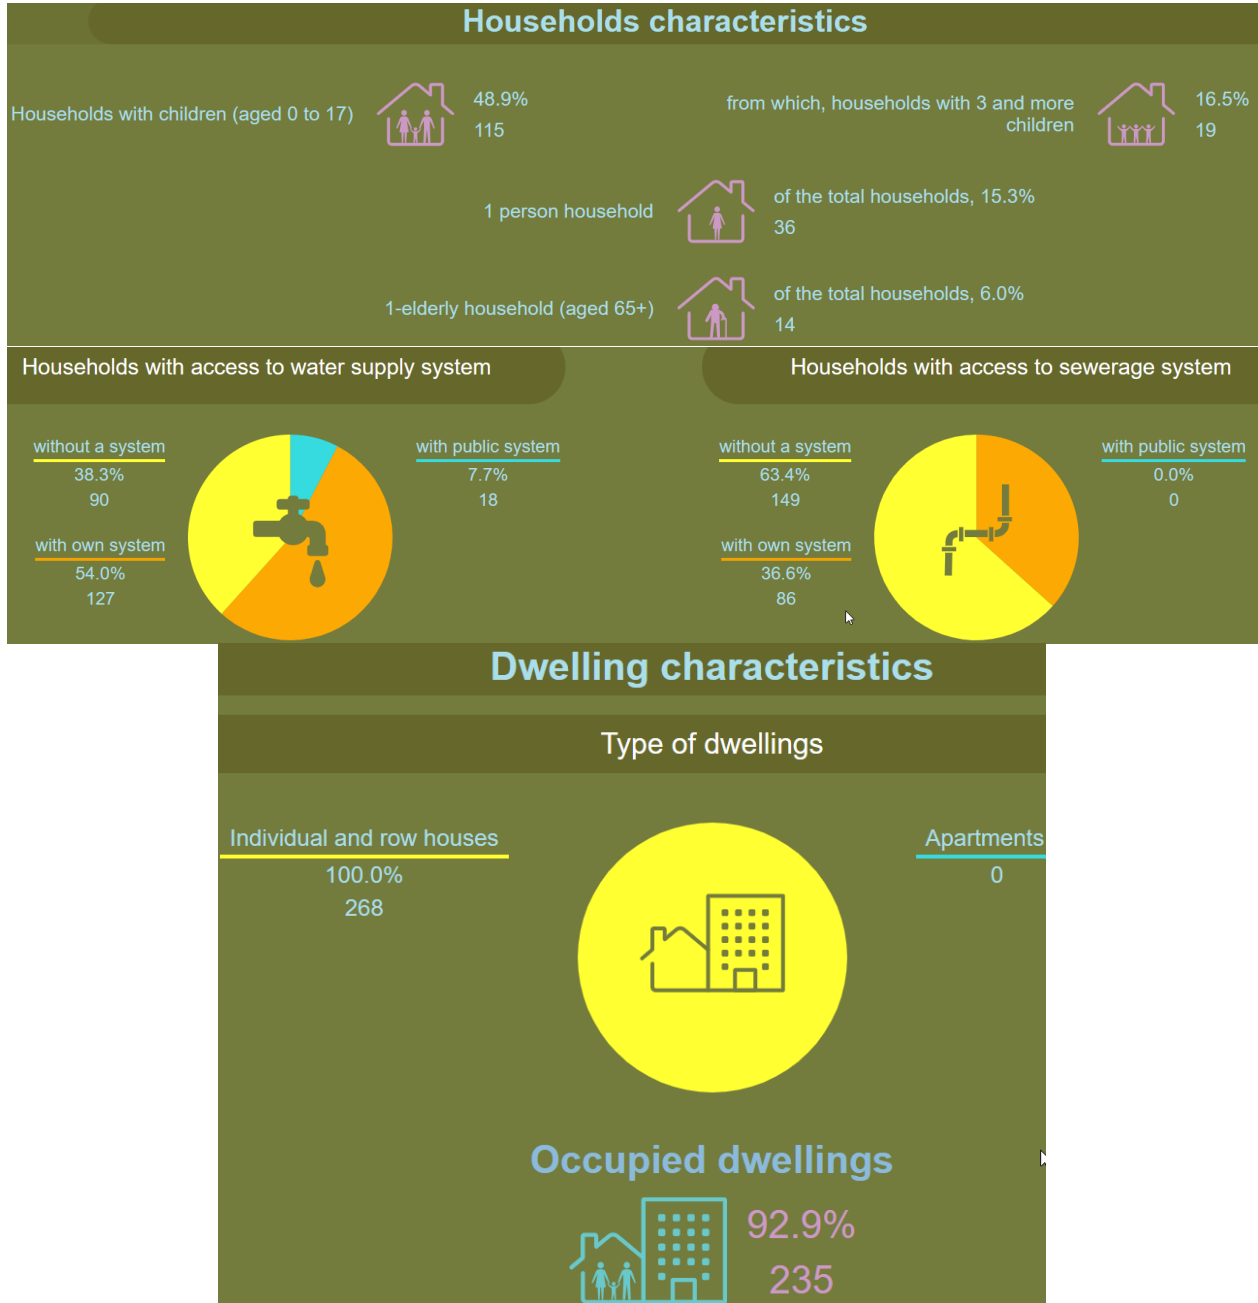 Households characteristics
Households with children (aged 0 to 17)
48.9%
115
from which, households with 3 and more
children
16.5%
19
1 person household
of the total households, 15.3%
36
1-elderly household (aged 65+)
of the total households, 6.0%
14
Households with access to water supply system
without a system
38.3%
90
with public system
7.7%
18
with own system
54.0%
127
Households with access to sewerage system
without a system
63.4%
149
with public system
0.0%
0
with own system
36.6%
86
Dwelling characteristics
Type of dwellings
Individual and row houses
100.0%
268
Apartments
0
Occupied dwellings
92.9%
235